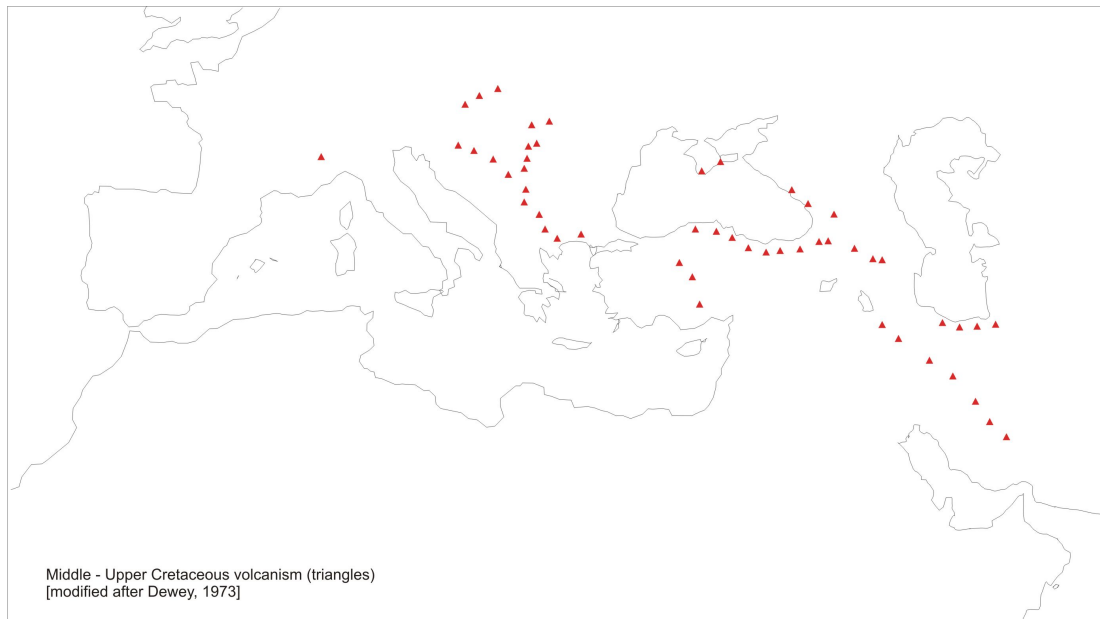 Middle - Upper Cretaceous volcanism (triangles)
[modified after Dewey, 1973]